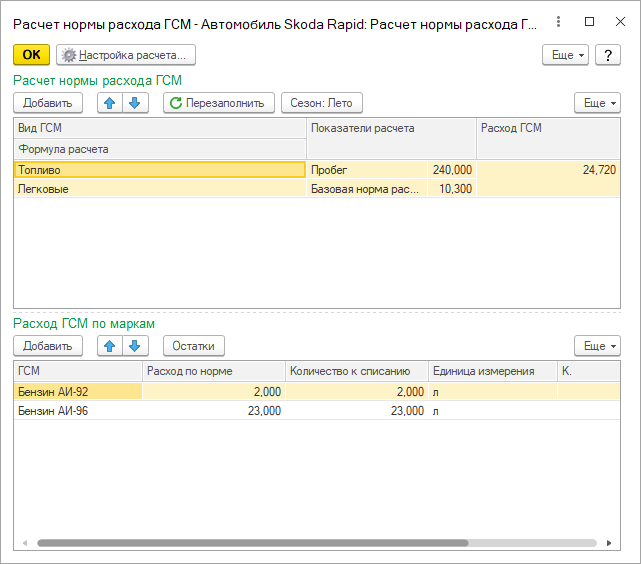 Расчет нормы расхода ГСМ - Автомобиль Skoda Rapid: Расчет нормы расхода Г...
ОК Настройка расчета... Еще ?
Расчет нормы расхода ГСМ
Добавить Перезаполнить Сезон: Лето Еще
Вид ГСМ Показатели расчета Расход ГСМ
Формула расчета
Топливо Пробег 240,000 24,720
Легковые Базовая норма рас... 10,300
Расход ГСМ по маркам
Добавить Остатки Еще
ГСМ Расход по норме Количество к списанию Единица измерения К.
Бензин АИ-92 2,000 2,000 л
Бензин АИ-96 23,000 23,000 л